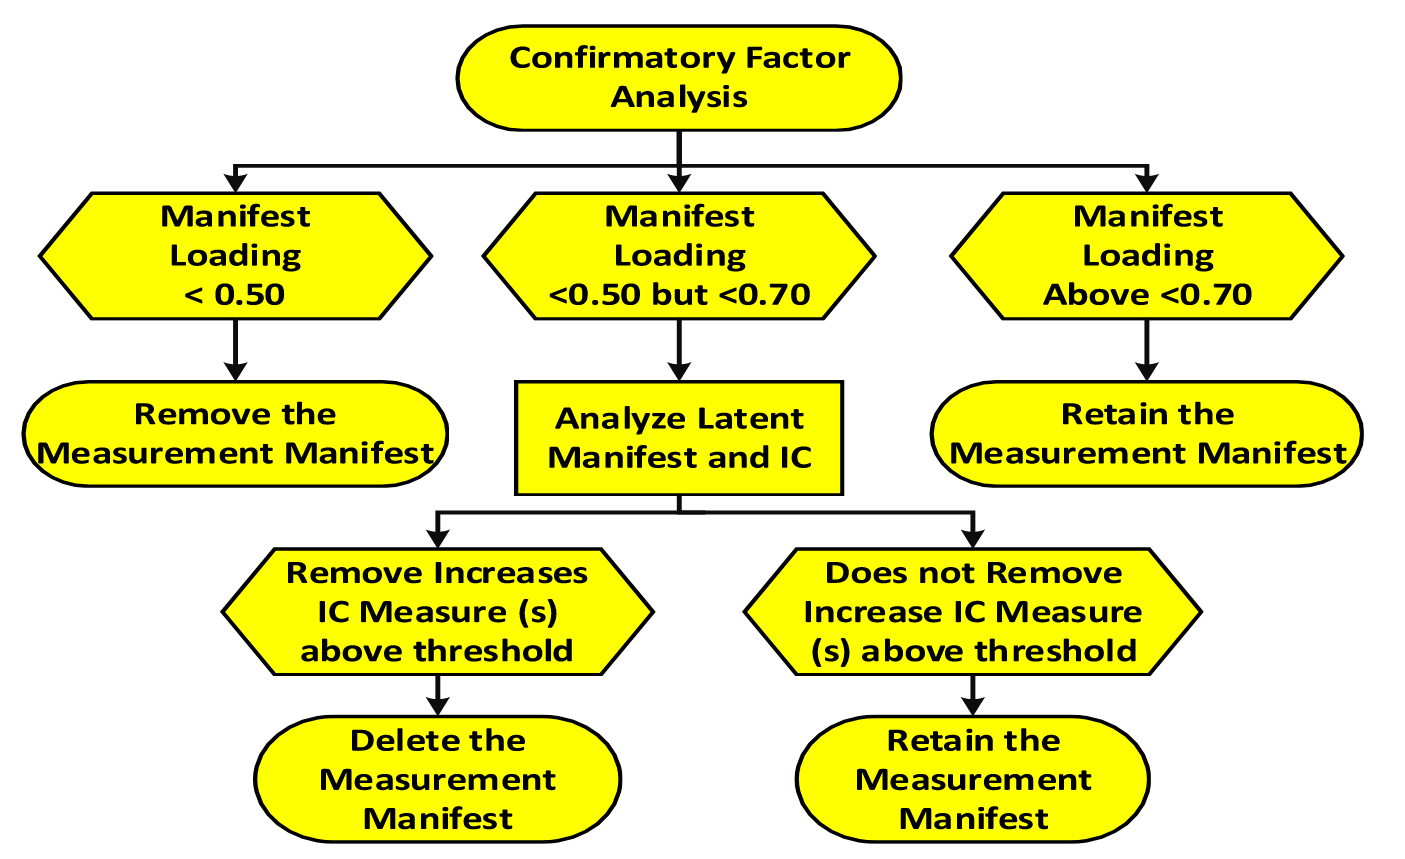 Confirmatory Factor
Analysis
Manifest
Loading
< 0.50
Manifest
Loading
<0.50 but <0.70
Manifest
Loading
Above <0.70
Remove the
Measurement Manifest
Analyze Latent
Manifest and IC
Retain the
Measurement Manifest
Remove Increases
IC Measure (s)
above threshold
Does not Remove
Increase IC Measure
(s) above threshold
Delete the
Measurement
Manifest
Retain the
Measurement
Manifest